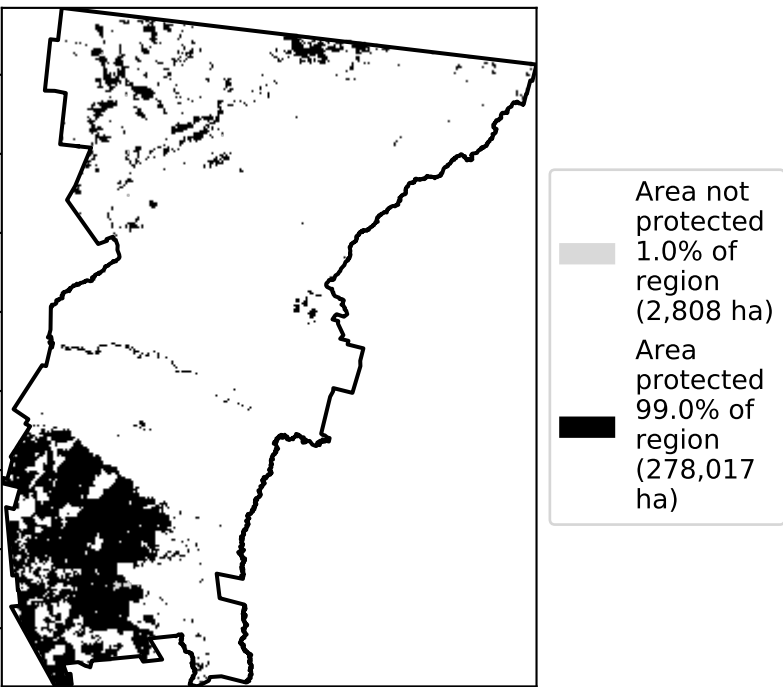 Area not
protected
1.0% of
region
(2,808 ha)
Area
protected
99.0% of
region
(278,017
ha)